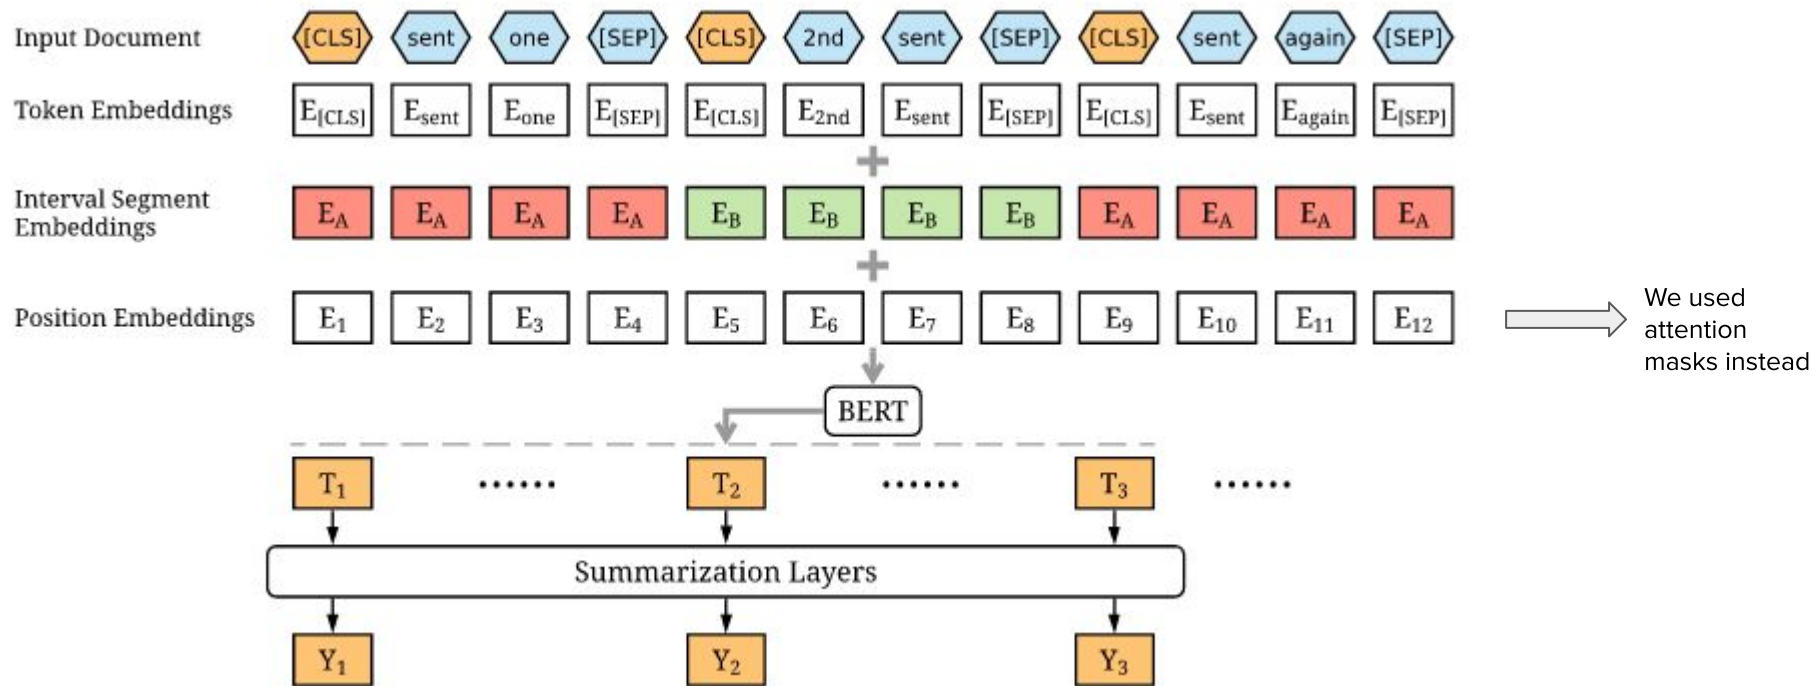 Input Document [CLS] sent one [SEP] [CLS] 2nd sent [SEP] [CLS] sent again [SEP]
Token Embeddings E[CLS] Esent Eone E[SEP] E[CLS] E2nd Esent E[SEP] E[CLS] Esent Eagain E[SEP]
+
Interval Segment
Embeddings
EA EA EA EA EB EB EB EB EA EA EA EA
+
Position Embeddings E1 E2 E3 E4 E5 E6 E7 E8 E9 E10 E11 E12
We used
attention
masks instead
BERT
T1 ...... T2 ...... T3 ......
Summarization Layers
Y1 Y2 Y3